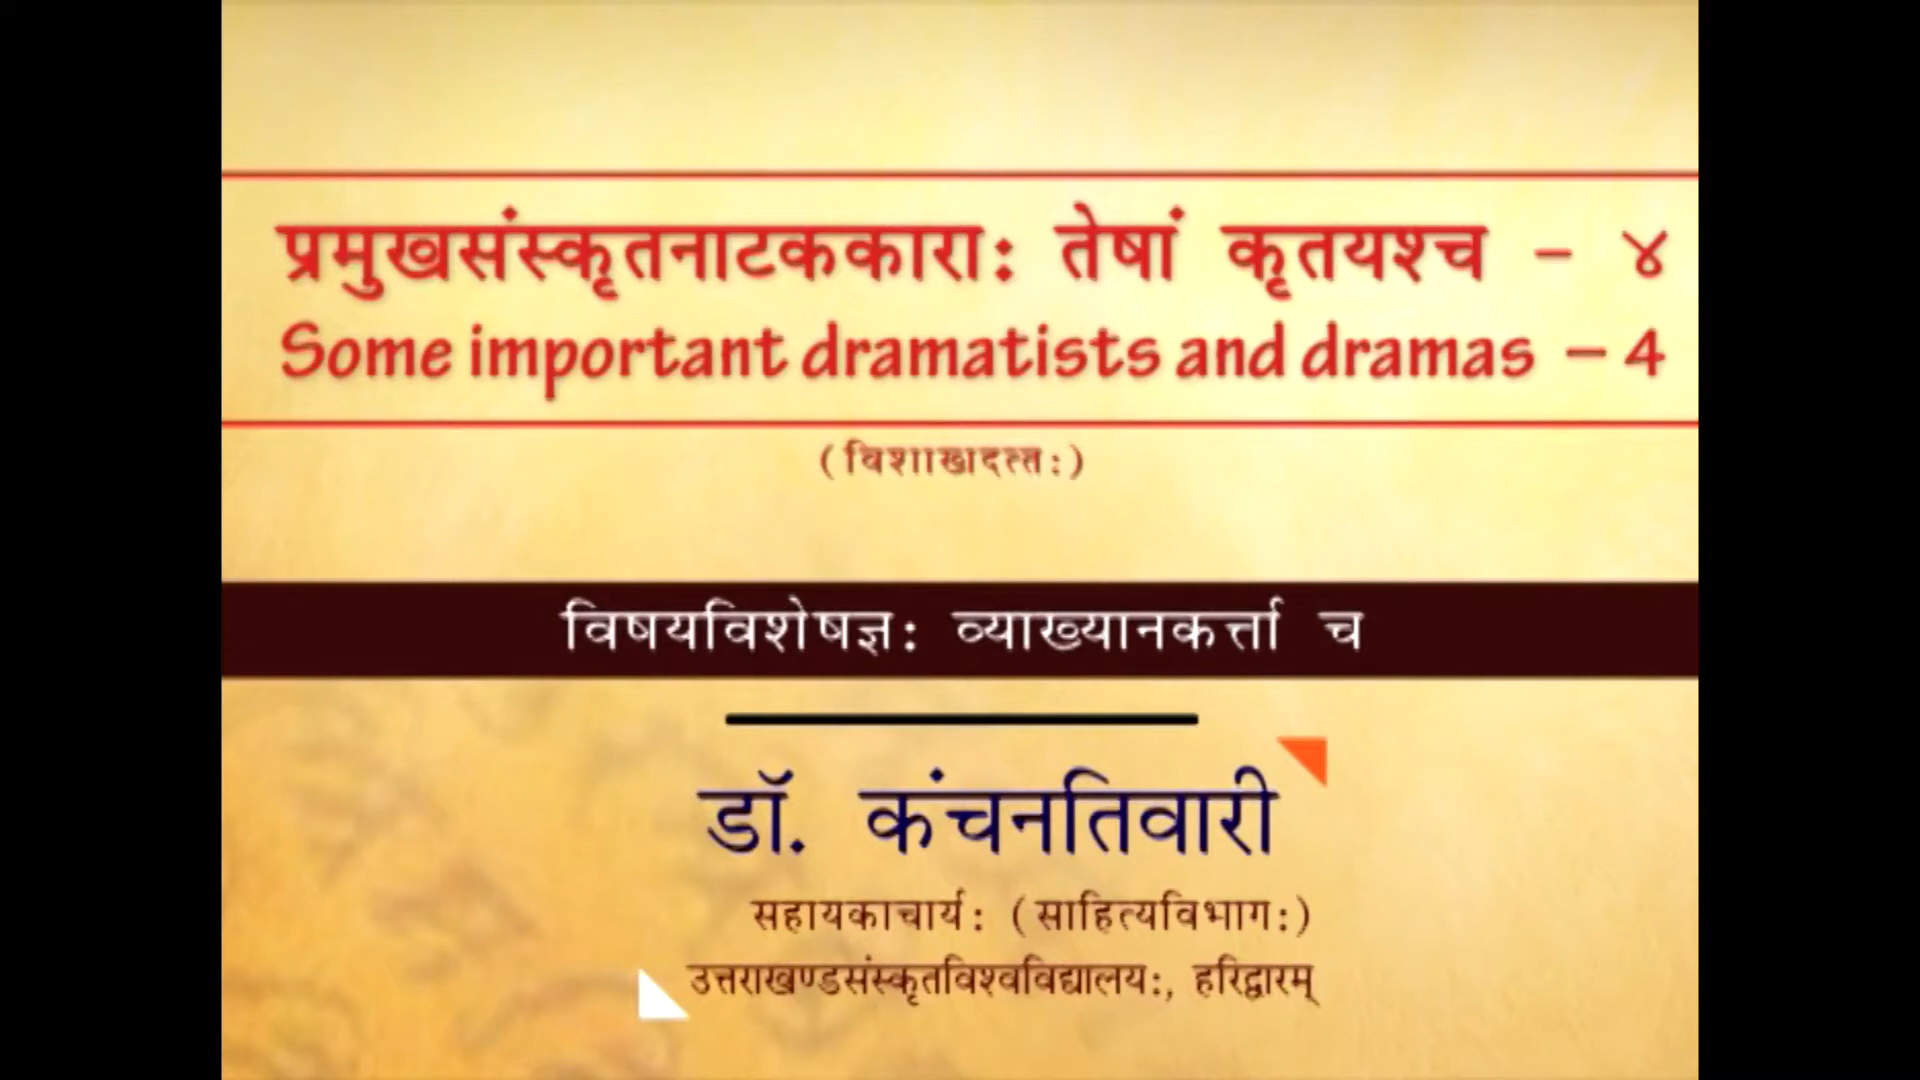 प्रमुखसंस्कृतनाटककाराः तेषां कृतयश्च - ४
Some important dramatists and dramas - 4
(विशाखदत्तः)
विषयविशेषज्ञः व्याख्यानकर्त्ता च
डॉ. कंचनतिवारी
सहायकाचार्यः (साहित्यविभागः)
उत्तराखण्डसंस्कृतविश्वविद्यालयः, हरिद्वारम्